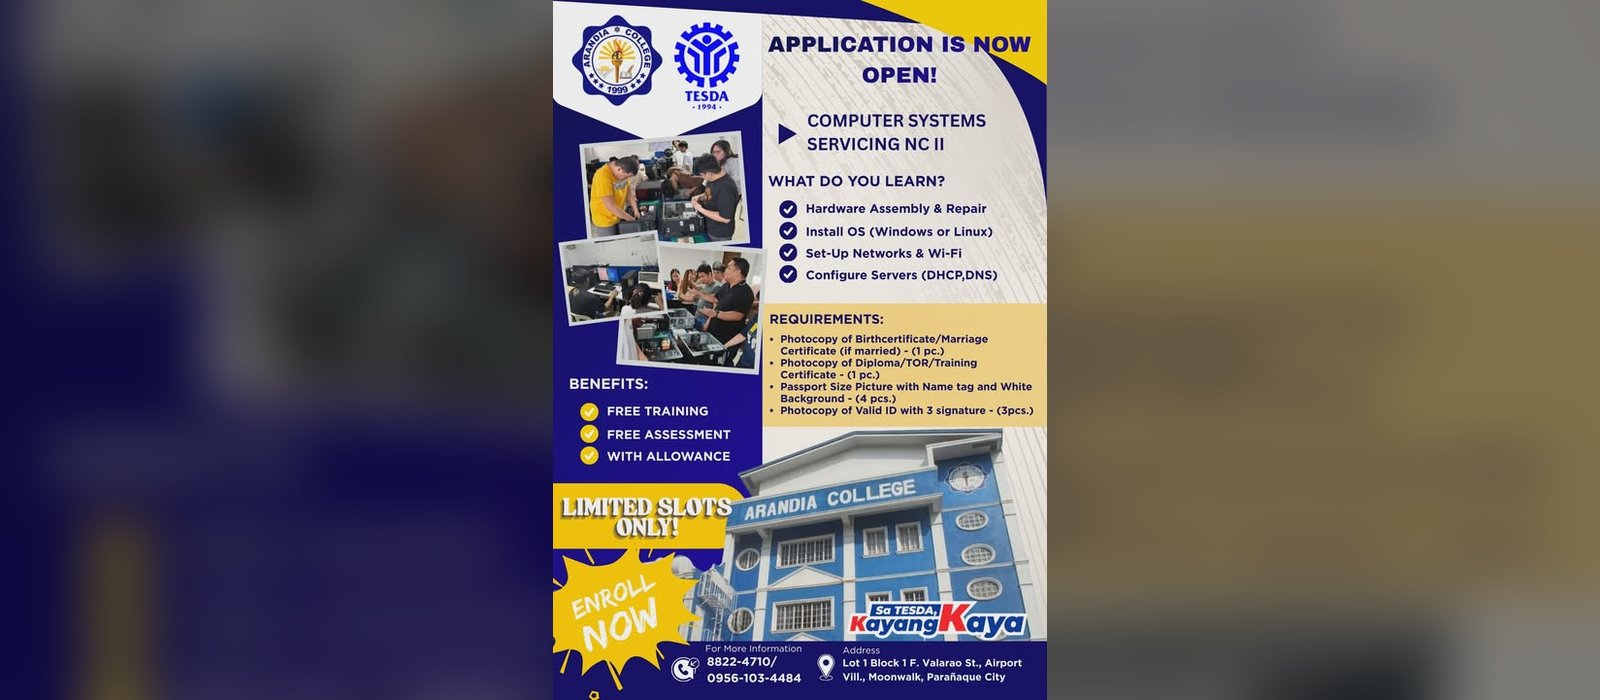 ARANDIA COLLEGE
1999
TESDA
1994
APPLICATION IS NOW
OPEN!
COMPUTER SYSTEMS
SERVICING NC II
WHAT DO YOU LEARN?
Hardware Assembly & Repair
Install OS (Windows or Linux)
Set-Up Networks & Wi-Fi
Configure Servers (DHCP,DNS)
REQUIREMENTS:
• Photocopy of Birthcertificate/Marriage
Certificate (if married) - (1 pc.)
• Photocopy of Diploma/TOR/Training
Certificate - (1 pc.)
• Passport Size Picture with Name tag and White
Background - (4 pcs.)
• Photocopy of Valid ID with 3 signature - (3pcs.)
BENEFITS:
FREE TRAINING
FREE ASSESSMENT
WITH ALLOWANCE
LIMITED SLOTS
ONLY!
ENROLL
NOW
ARANDIA COLLEGE
Sa TESDA,
Kayang Kaya
For More Information
8822-4710/
0956-103-4484
Address
Lot 1 Block 1 F. Valarao St., Airport
Vill., Moonwalk, Parañaque City